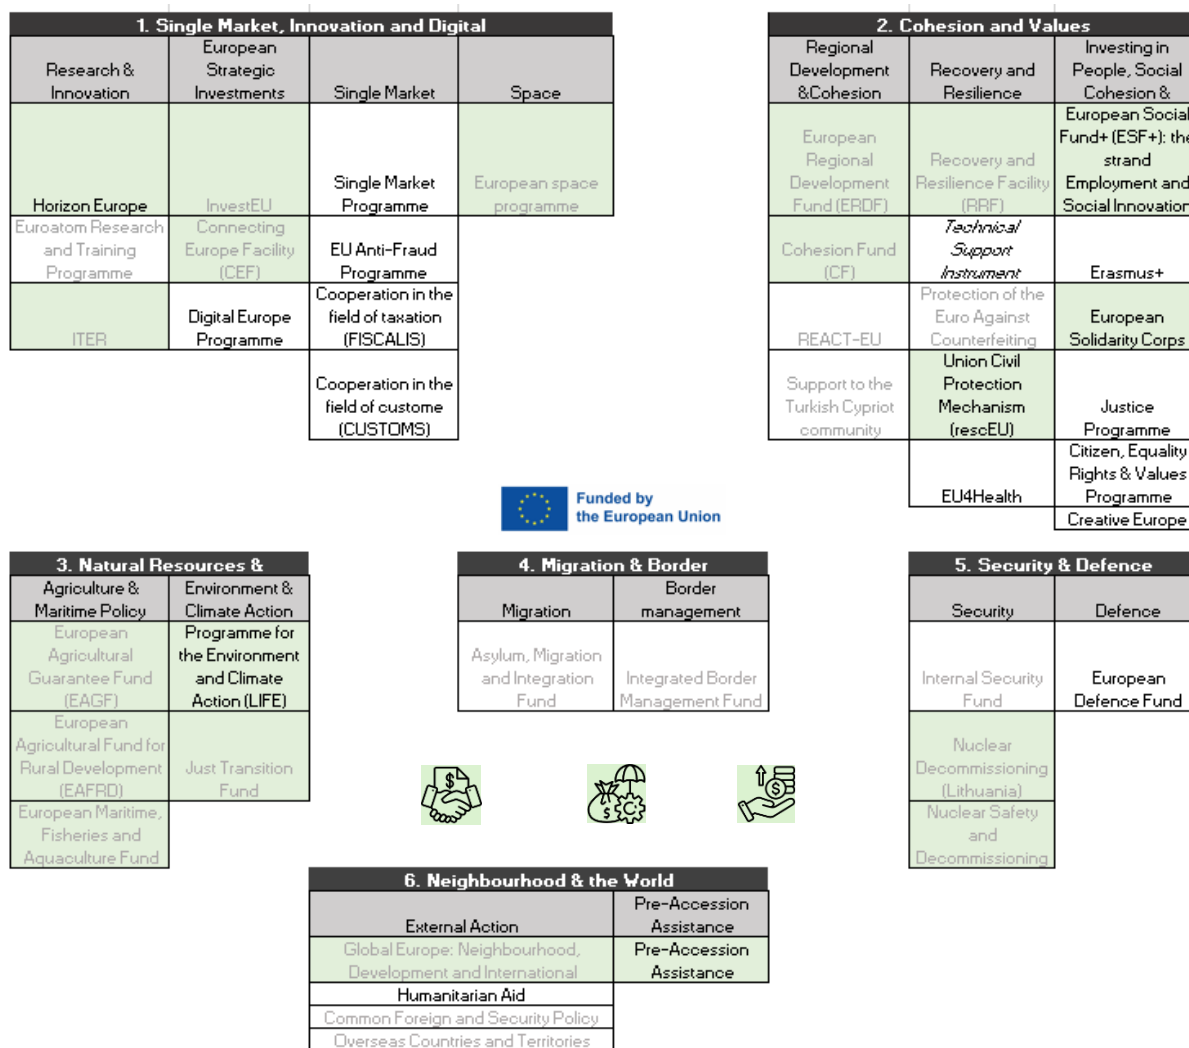 1. Single Market, Innovation and Digital
Research &
Innovation
European
Strategic
Investments
Single Market
Space
Horizon Europe
InvestEU
Single Market
Programme
European space
programme
Euroatom Research
and Training
Programme
Connecting
Europe Facility
(CEF)
EU Anti-Fraud
Programme
ITER
Digital Europe
Programme
Cooperation in the
field of taxation
(FISCALIS)
Cooperation in the
field of custome
(CUSTOMS)
2. Cohesion and Values
Regional
Development
&Cohesion
Recovery and
Resilience
Investing in
People, Social
Cohesion &
European
Regional
Development
Fund (ERDF)
Recovery and
Resilience Facility
(RRF)
European Social
Fund+ (ESF+): the
strand
Employment and
Social Innovation
Cohesion Fund
(CF)
Technical
Support
Instrument
Erasmus+
REACT-EU
Protection of the
Euro Against
Counterfeiting
European
Solidarity Corps
Support to the
Turkish Cypriot
community
Union Civil
Protection
Mechanism
(rescEU)
Justice
Programme
EU4Health
Citizen, Equality
Rights & Values
Programme
Creative Europe
Funded by
the European Union
3. Natural Resources &
Agriculture &
Maritime Policy
Environment &
Climate Action
European
Agricultural
Guarantee Fund
(EAGF)
Programme for
the Environment
and Climate
Action (LIFE)
European
Agricultural Fund for
Rural Development
(EAFRD)
Just Transition
Fund
European Maritime,
Fisheries and
Aquaculture Fund
4. Migration & Border
Migration
Border
management
Asylum, Migration
and Integration
Fund
Integrated Border
Management Fund
5. Security & Defence
Security
Defence
Internal Security
Fund
European
Defence Fund
Nuclear
Decommissioning
(Lithuania)
Nuclear Safety
and
Decommissioning
6. Neighbourhood & the World
External Action
Pre-Accession
Assistance
Global Europe: Neighbourhood,
Development and International
Pre-Accession
Assistance
Humanitarian Aid
Common Foreign and Security Policy
Overseas Countries and Territories